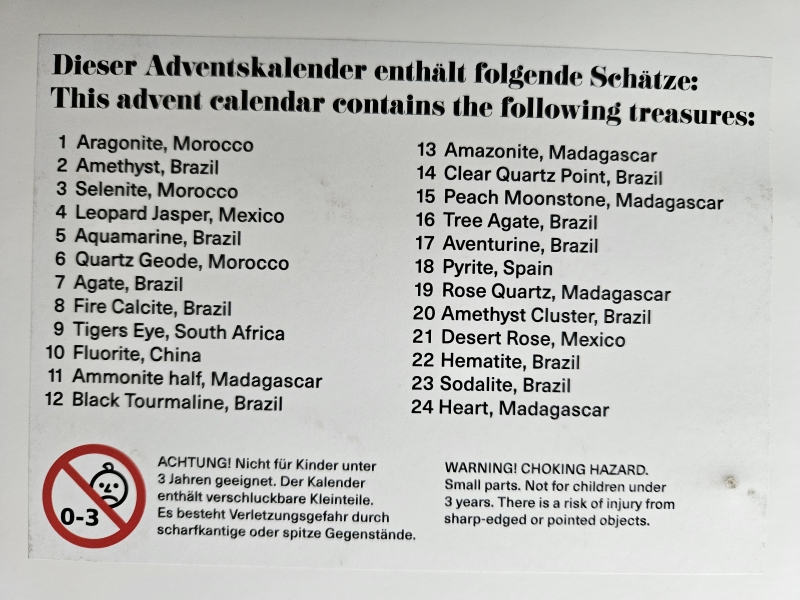 Dieser Adventskalender enthält folgende Schätze:
This advent calendar contains the following treasures:
1 Aragonite, Morocco
2 Amethyst, Brazil
3 Selenite, Morocco
4 Leopard Jasper, Mexico
5 Aquamarine, Brazil
6 Quartz Geode, Morocco
7 Agate, Brazil
8 Fire Calcite, Brazil
9 Tigers Eye, South Africa
10 Fluorite, China
11 Ammonite half, Madagascar
12 Black Tourmaline, Brazil
13 Amazonite, Madagascar
14 Clear Quartz Point, Brazil
15 Peach Moonstone, Madagascar
16 Tree Agate, Brazil
17 Aventurine, Brazil
18 Pyrite, Spain
19 Rose Quartz, Madagascar
20 Amethyst Cluster, Brazil
21 Desert Rose, Mexico
22 Hematite, Brazil
23 Sodalite, Brazil
24 Heart, Madagascar
0-3
ACHTUNG! Nicht für Kinder unter
3 Jahren geeignet. Der Kalender
enthält verschluckbare Kleinteile.
Es besteht Verletzungsgefahr durch
scharfkantige oder spitze Gegenstände.
WARNING! CHOKING HAZARD.
Small parts. Not for children under
3 years. There is a risk of injury from
sharp-edged or pointed objects.